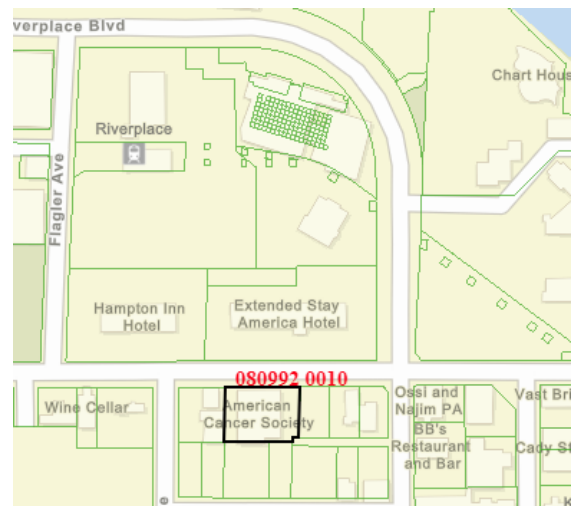 verplace Blvd
Chart Hous
Riverplace
Flagler Ave
Hampton Inn
Hotel
Extended Stay
America Hotel
080992 0010
Wine Cellar
American
Cancer Society
Ossi and
Najim PA
BB's
Restaurant
and Bar
Vast Bri
Cady St
K
e